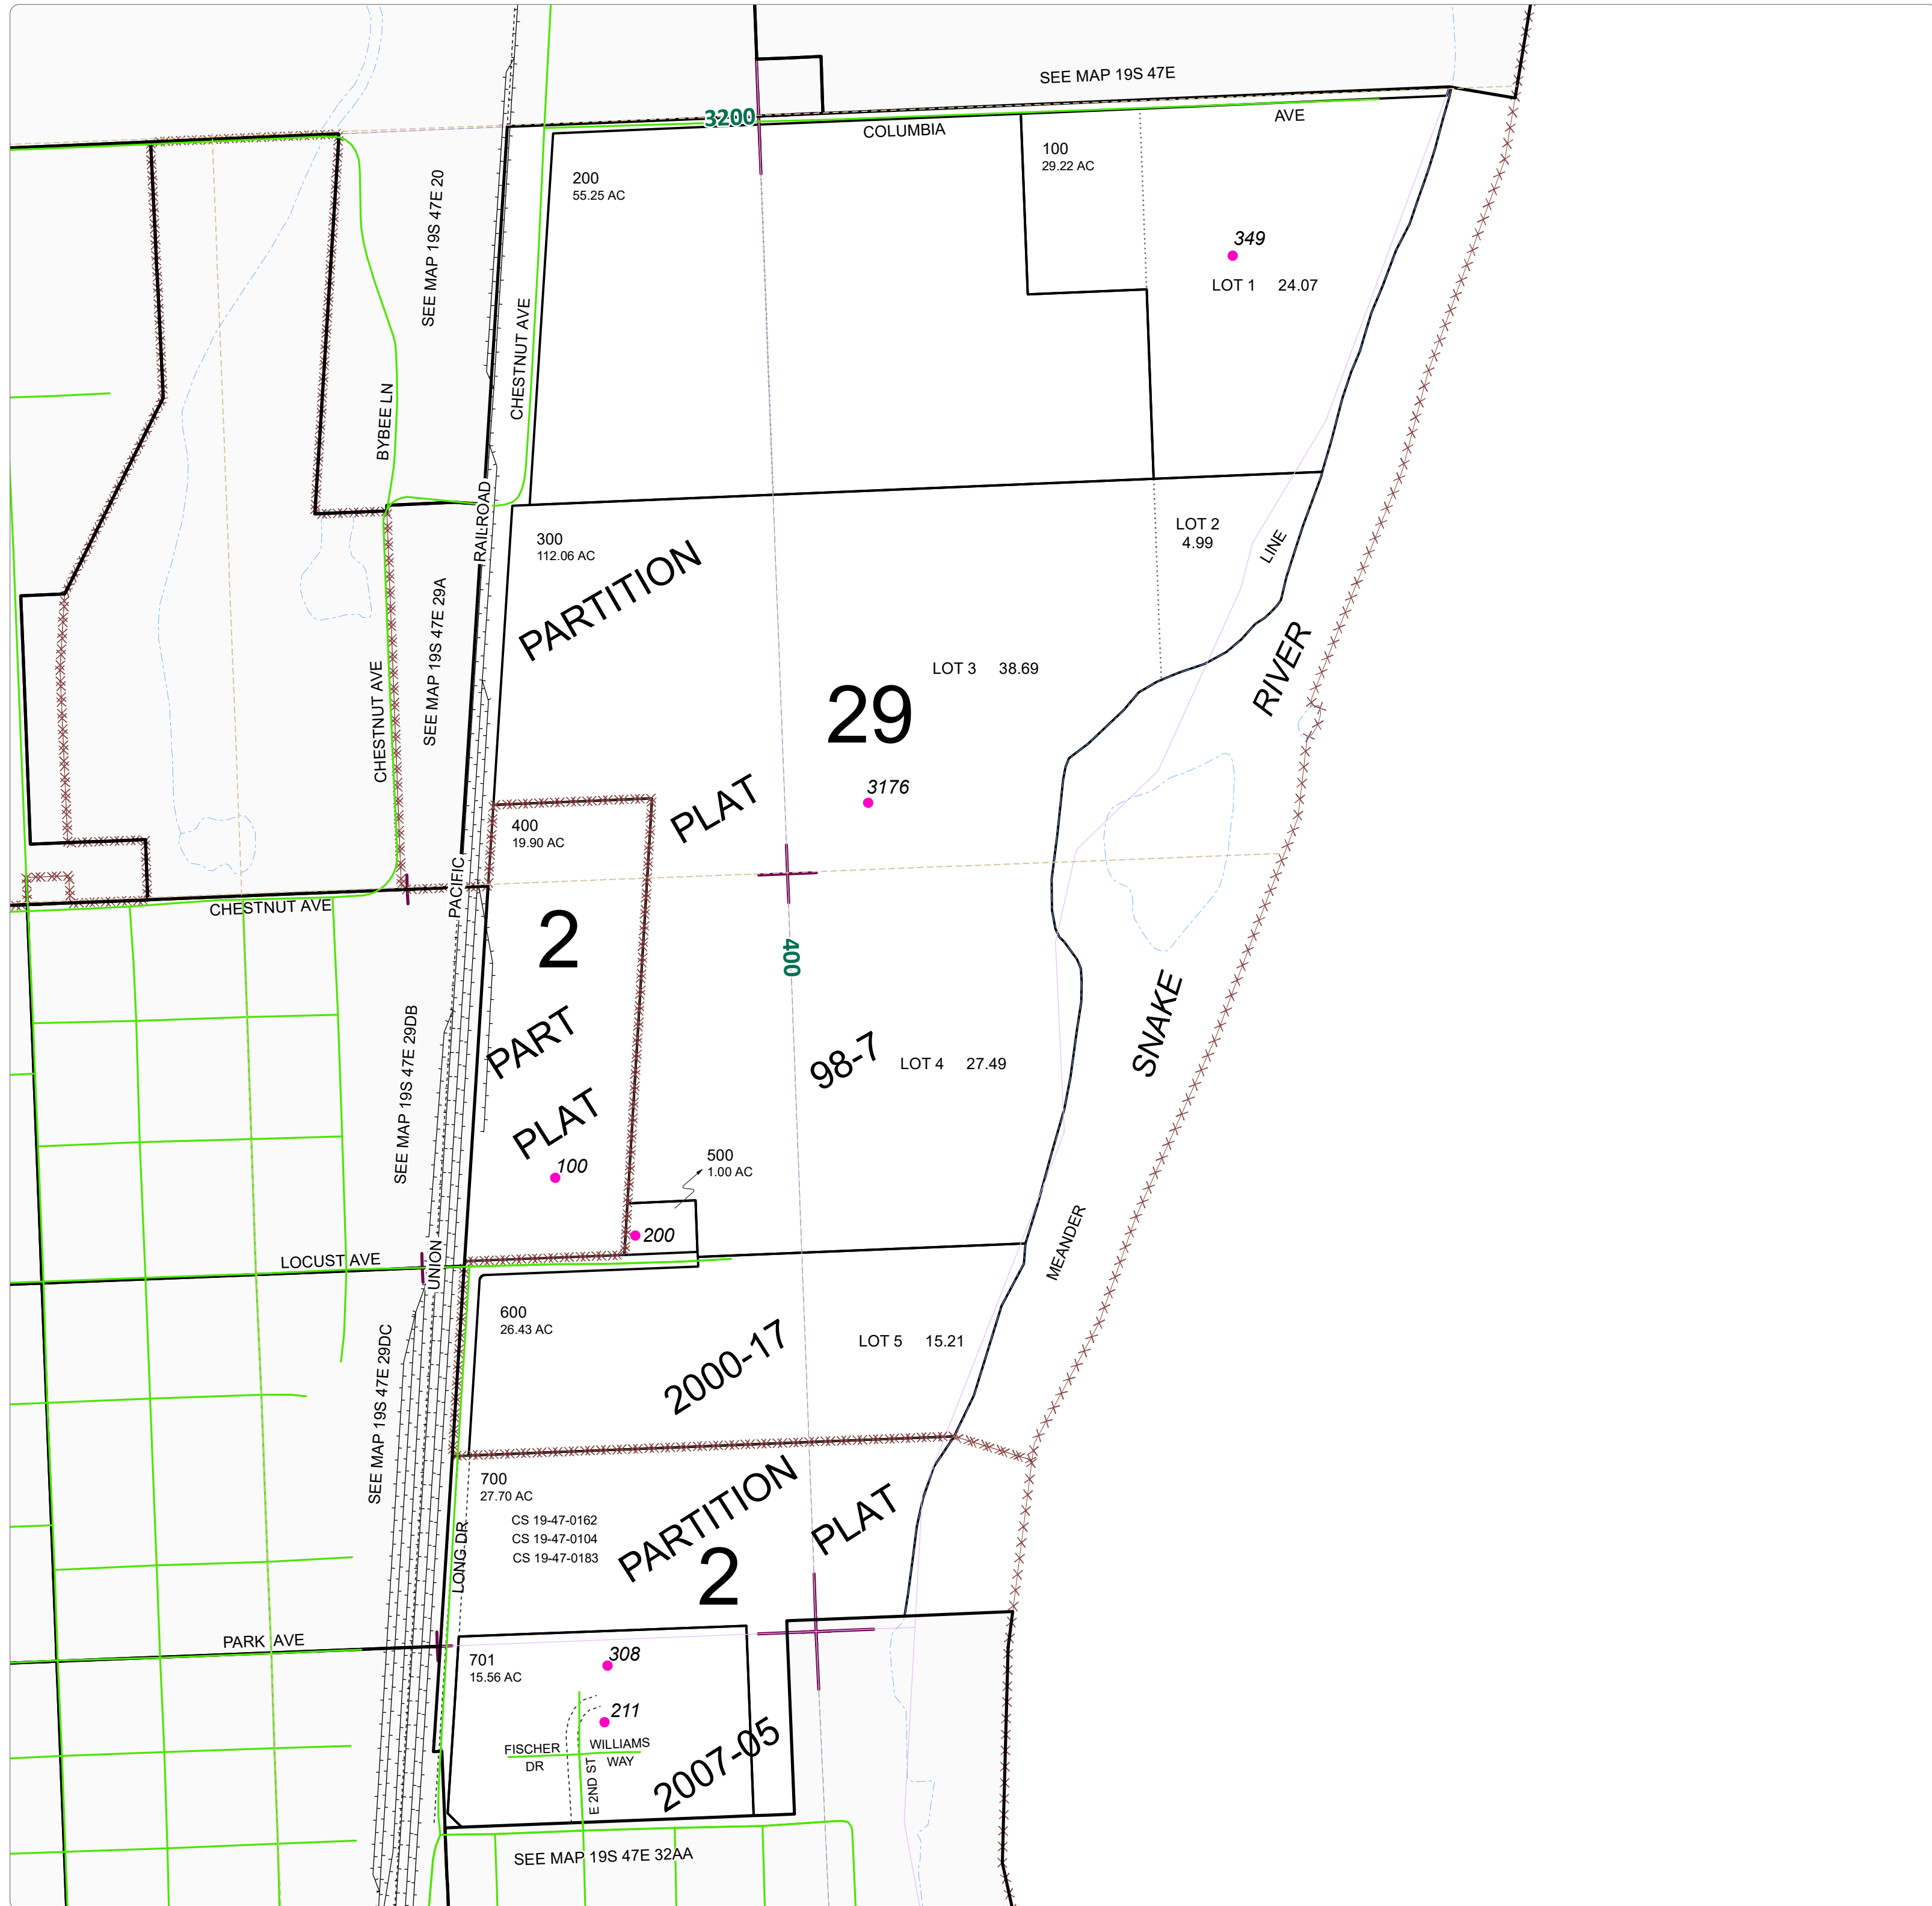 SEE MAP 19S 47E
3200
COLUMBIA
AVE
100
29.22 AC
200
55.25 AC
SEE MAP 19S 47E 20
349
LOT 1 24.07
CHESTNUT AVE
BYBEE LN
RAILROAD
LOT 2
4.99
LINE
300
112.06 AC
PARTITION
SEE MAP 19S 47E 29A
CHESTNUT AVE
RIVER
LOT 3 38.69
29
3176
PLAT
400
19.90 AC
PACIFIC
CHESTNUT AVE
2
400
SNAKE
SEE MAP 19S 47E 29DB
PART
98-7
LOT 4 27.49
PLAT
100
500
1.00 AC
200
MEANDER
LOCUST AVE
UNION
600
26.43 AC
LOT 5 15.21
2000-17
SEE MAP 19S 47E 29DC
700
27.70 AC
CS 19-47-0162
CS 19-47-0104
CS 19-47-0183
PARTITION
PLAT
2
LONG DR
PARK AVE
701
15.56 AC
308
211
FISCHER
DR
WILLIAMS
WAY
E 2ND ST
2007-05
SEE MAP 19S 47E 32AA